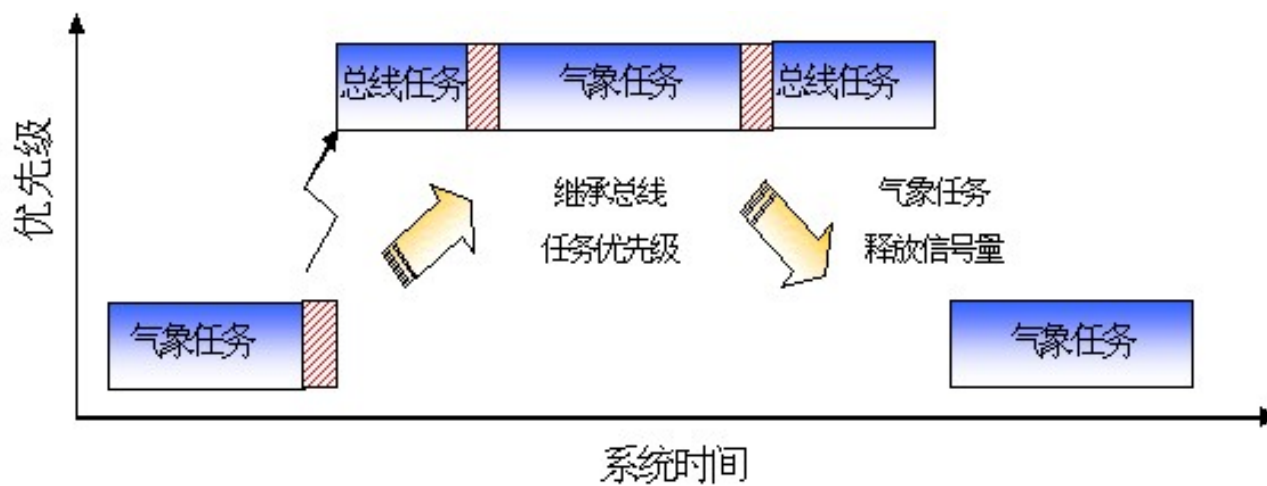 总线任务 气象任务 总线任务
优先级
继承总线
任务优先级
气象任务
释放信号量
气象任务 气象任务
系统时间